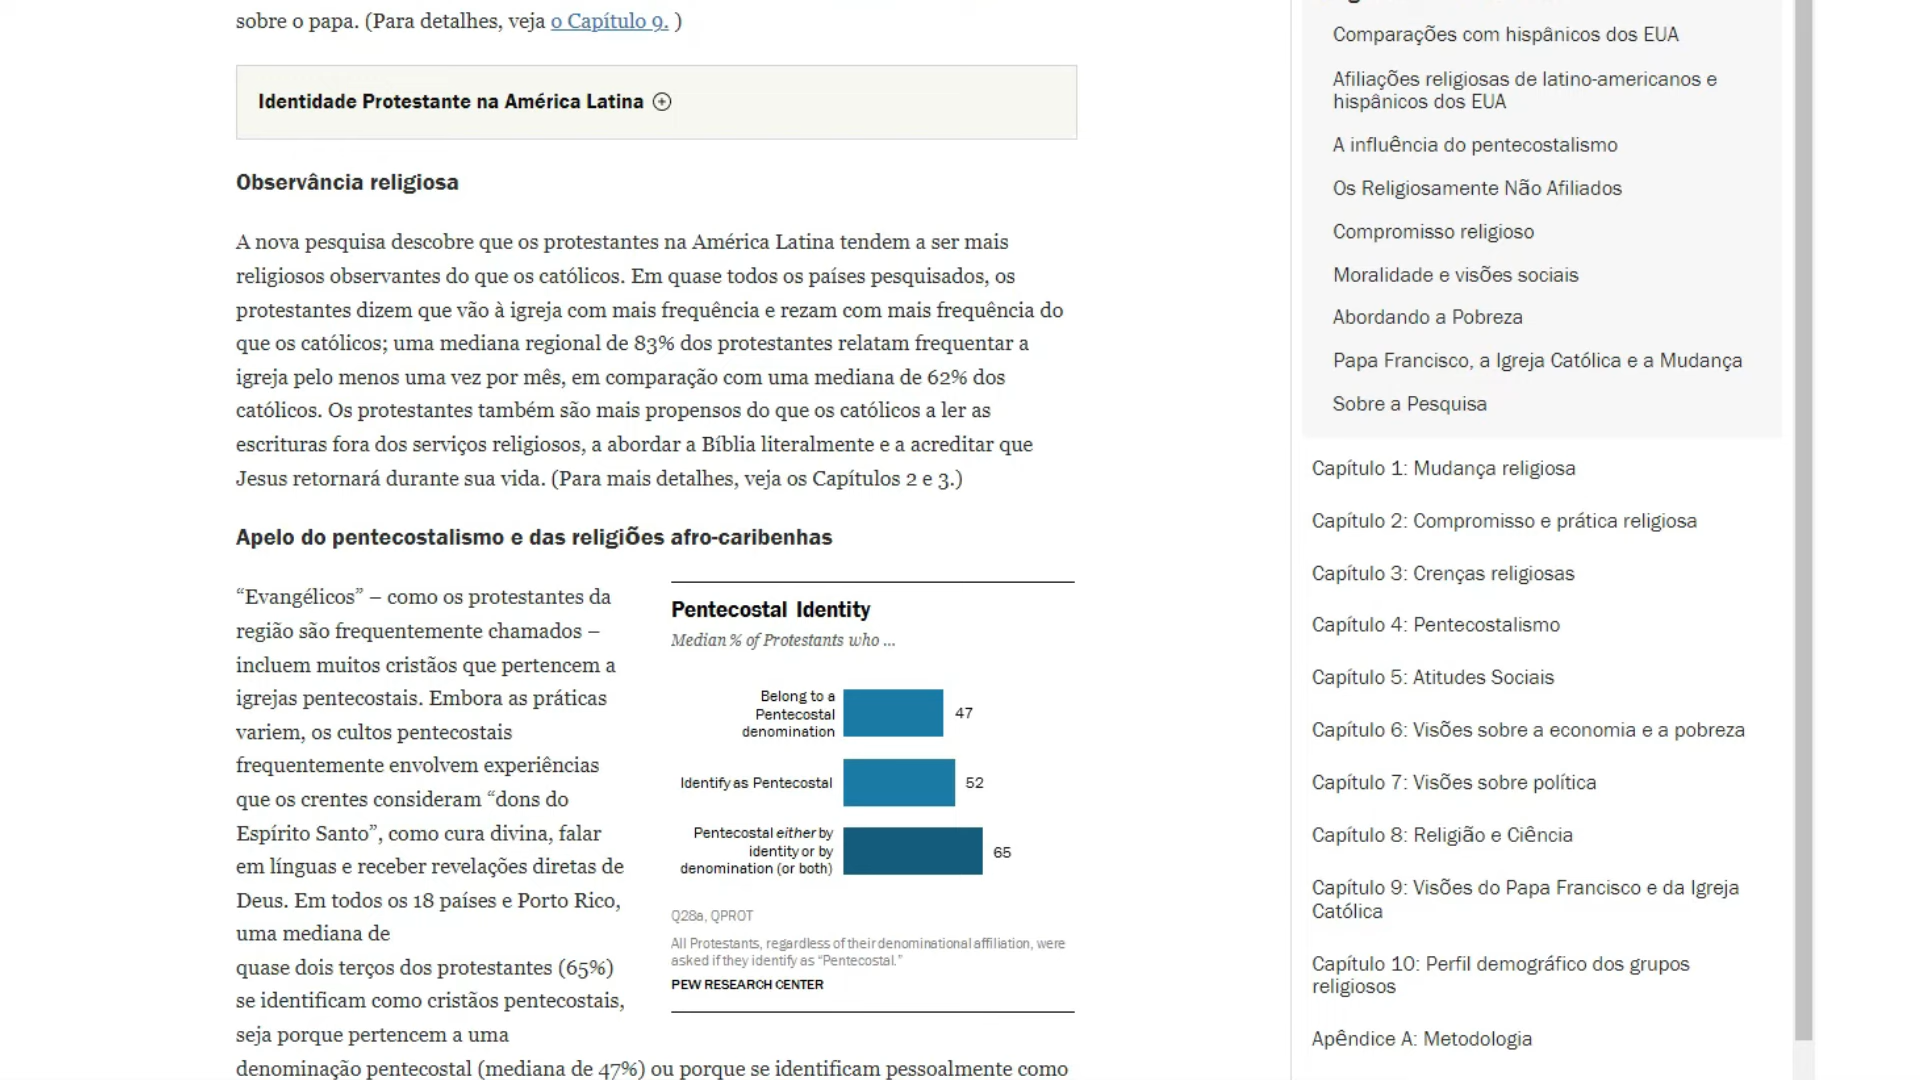 sobre o papa. (Para detalhes, veja o Capítulo 9. )
Identidade Protestante na América Latina
Observância religiosa
A nova pesquisa descobre que os protestantes na América Latina tendem a ser mais
religiosos observantes do que os católicos. Em quase todos os países pesquisados, os
protestantes dizem que vão à igreja com mais frequência e rezam com mais frequência do
que os católicos; uma mediana regional de 83% dos protestantes relatam frequentar a
igreja pelo menos uma vez por mês, em comparação com uma mediana de 62% dos
católicos. Os protestantes também são mais propensos do que os católicos a ler as
escrituras fora dos serviços religiosos, a abordar a Bíblia literalmente e a acreditar que
Jesus retornará durante sua vida. (Para mais detalhes, veja os Capítulos 2 e 3.)
Apelo do pentecostalismo e das religiões afro-caribenhas
“Evangélicos” – como os protestantes da
região são frequentemente chamados –
incluem muitos cristãos que pertencem a
igrejas pentecostais. Embora as práticas
variem, os cultos pentecostais
frequentemente envolvem experiências
que os crentes consideram “dons do
Espírito Santo”, como cura divina, falar
em línguas e receber revelações diretas de
Deus. Em todos os 18 países e Porto Rico,
uma mediana de
quase dois terços dos protestantes (65%)
se identificam como cristãos pentecostais,
seja porque pertencem a uma
denominação pentecostal (mediana de 47%) ou porque se identificam pessoalmente como
Pentecostal Identity
Median % of Protestants who ...
Belong to a
Pentecostal
denomination
47
Identify as Pentecostal
52
Pentecostal either by
identity or by
denomination (or both)
65
Q28a, QPROT
All Protestants, regardless of their denominational affiliation, were
asked if they identify as “Pentecostal.”
PEW RESEARCH CENTER
Comparações com hispânicos dos EUA
Afiliações religiosas de latino-americanos e
hispânicos dos EUA
A influência do pentecostalismo
Os Religiosamente Não Afiliados
Compromisso religioso
Moralidade e visões sociais
Abordando a Pobreza
Papa Francisco, a Igreja Católica e a Mudança
Sobre a Pesquisa
Capítulo 1: Mudança religiosa
Capítulo 2: Compromisso e prática religiosa
Capítulo 3: Crenças religiosas
Capítulo 4: Pentecostalismo
Capítulo 5: Atitudes Sociais
Capítulo 6: Visões sobre a economia e a pobreza
Capítulo 7: Visões sobre política
Capítulo 8: Religião e Ciência
Capítulo 9: Visões do Papa Francisco e da Igreja
Católica
Capítulo 10: Perfil demográfico dos grupos
religiosos
Apêndice A: Metodologia